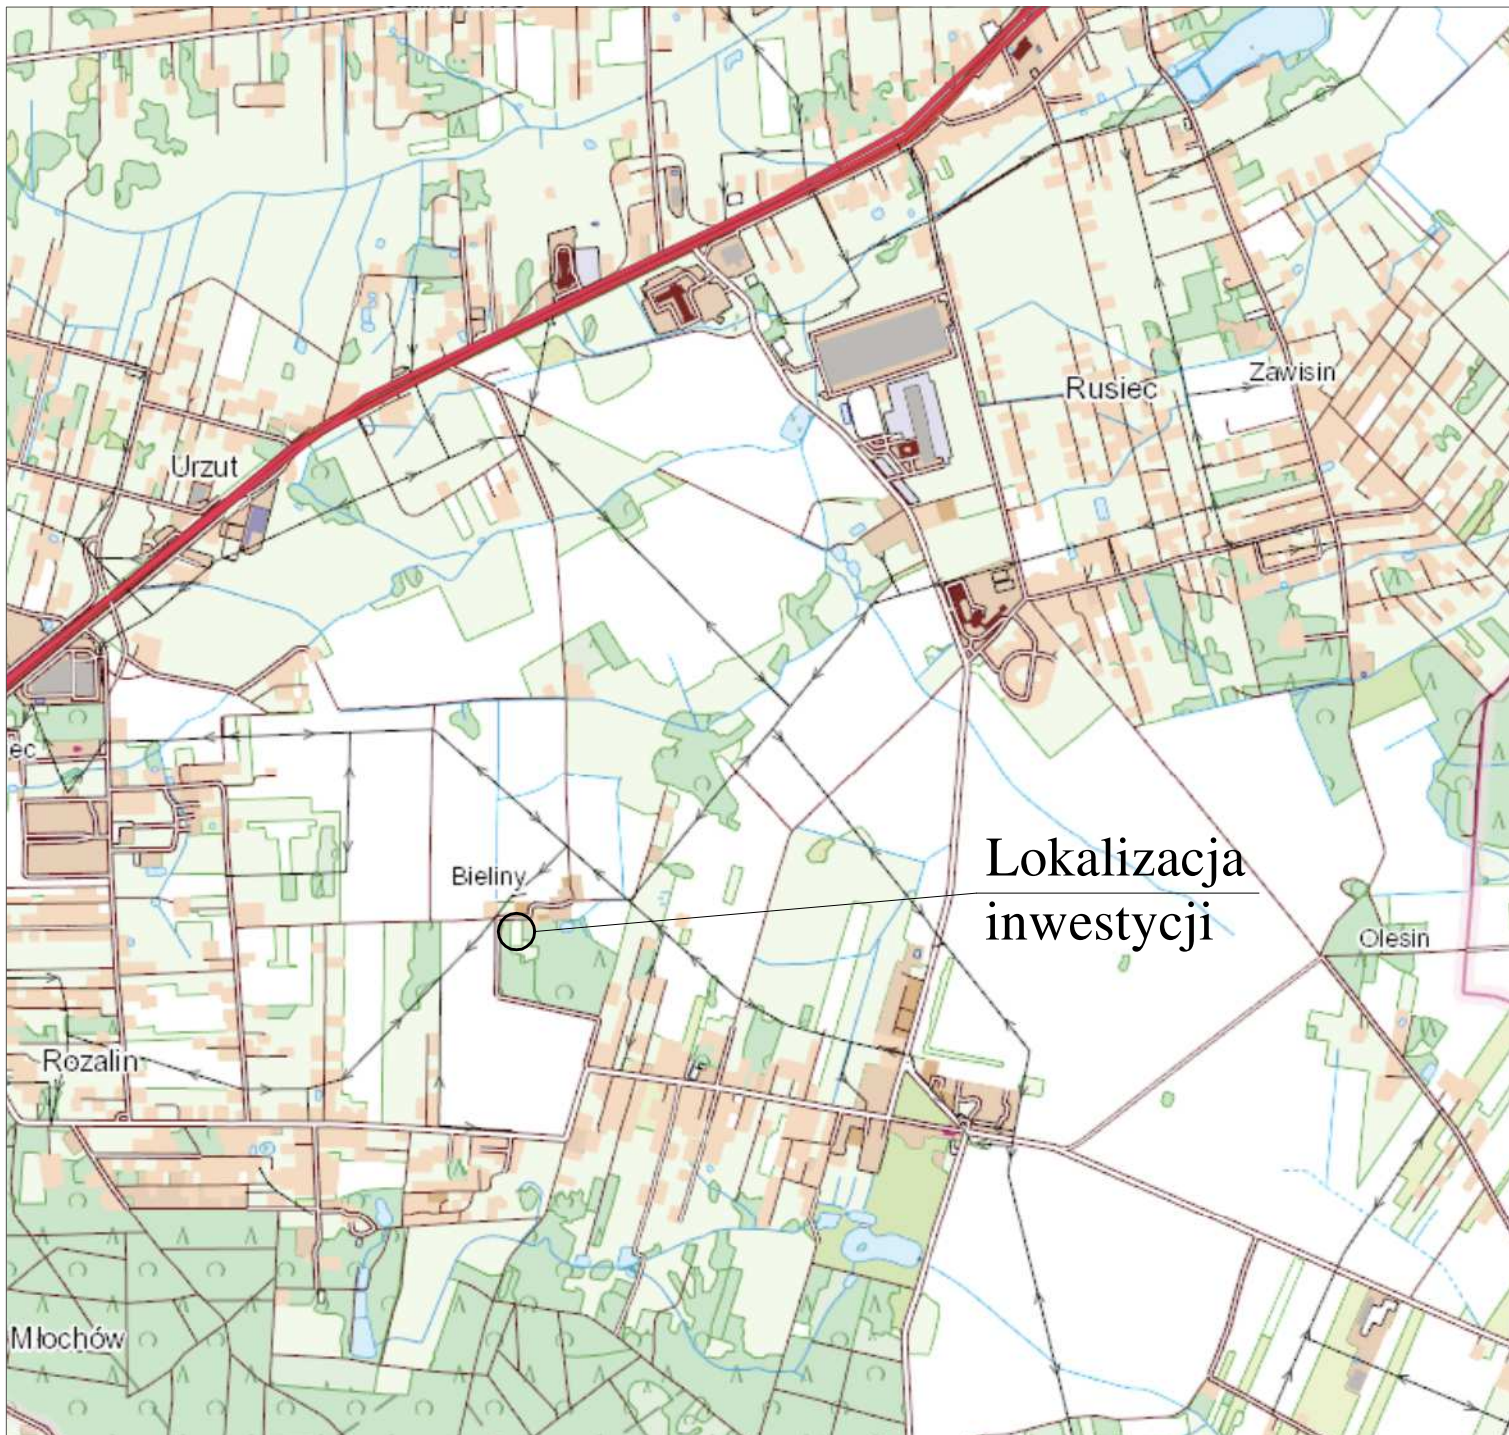 Rusiec
Zawisin
Urzut
ec
Lokalizacja
inwestycji
Bieliny
Olesin
Rozalin
Młochów